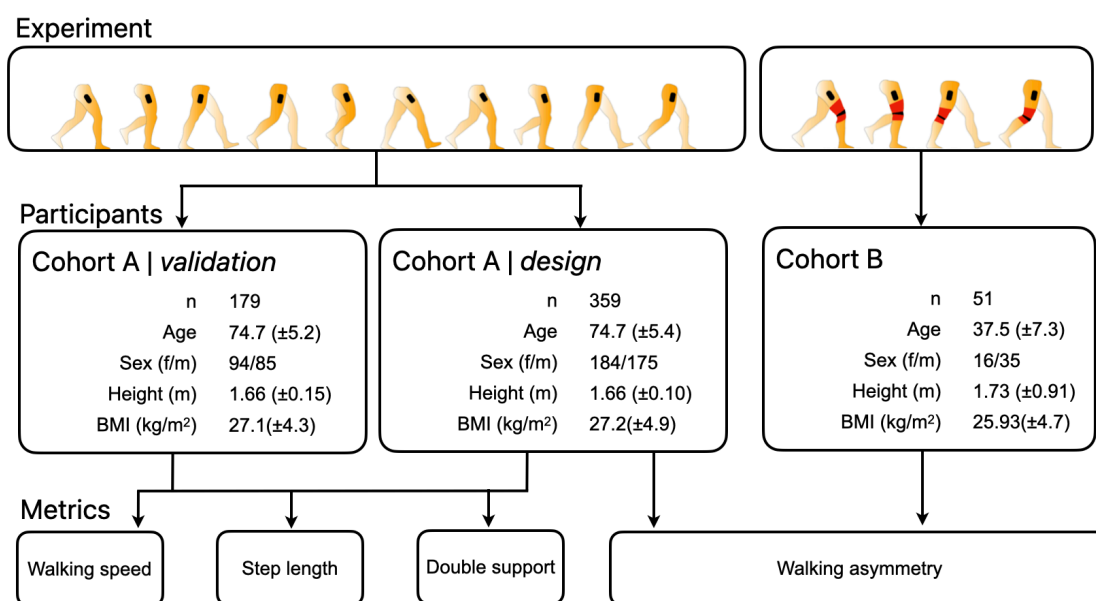 Experiment
Participants
Cohort A | validation
n 179
Age 74.7 (±5.2)
Sex (f/m) 94/85
Height (m) 1.66 (±0.15)
BMI (kg/m²) 27.1(±4.3)
Cohort A | design
n 359
Age 74.7 (±5.4)
Sex (f/m) 184/175
Height (m) 1.66 (±0.10)
BMI (kg/m²) 27.2(±4.9)
Cohort B
n 51
Age 37.5 (±7.3)
Sex (f/m) 16/35
Height (m) 1.73 (±0.91)
BMI (kg/m²) 25.93(±4.7)
Metrics
Walking speed
Step length
Double support
Walking asymmetry